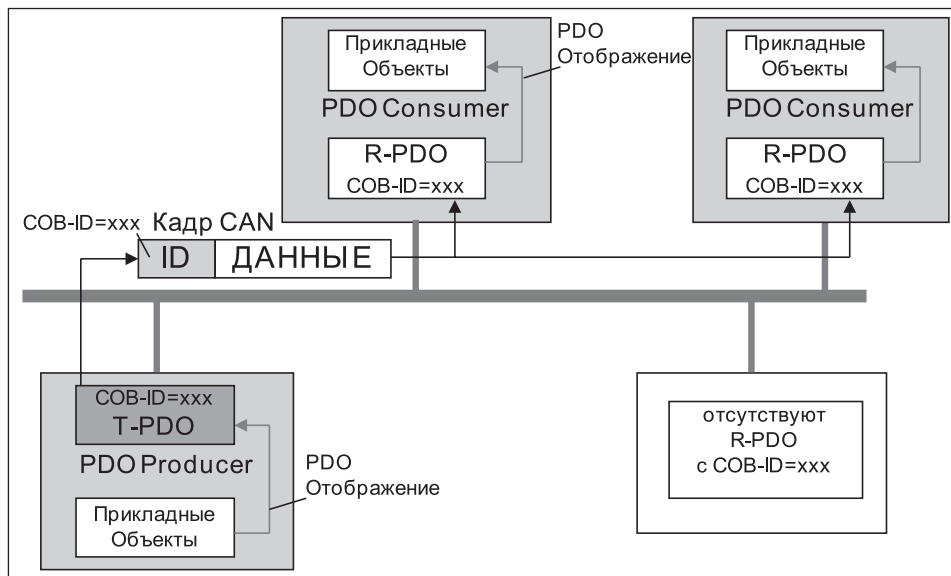 Прикладные
Объекты
PDO Consumer
R-PDO
COB-ID=xxx
PDO
Отображение
Прикладные
Объекты
PDO Consumer
R-PDO
COB-ID=xxx
COB-ID=xxx
Кадр CAN
ID
ДАННЫЕ
COB-ID=xxx
T-PDO
PDO Producer
Прикладные
Объекты
PDO
Отображение
отсутствуют
R-PDO
с COB-ID=xxx